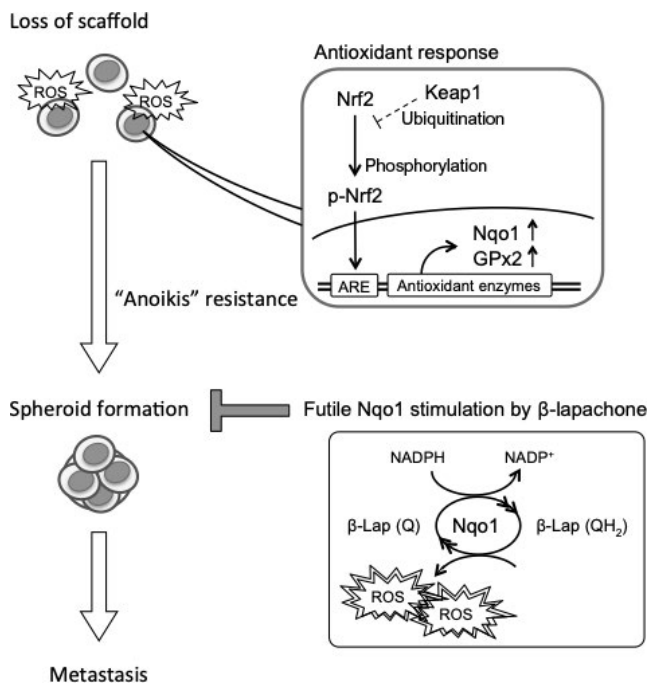 Loss of scaffold
ROS
ROS
Antioxidant response
Nrf2
Keap1
Ubiquitination
Phosphorylation
p-Nrf2
Nqo1 ↑
GPx2 ↑
ARE
Antioxidant enzymes
“Anoikis” resistance
Spheroid formation
Futile Nqo1 stimulation by β-lapachone
NADPH
NADP⁺
β-Lap (Q)
Nqo1
β-Lap (QH₂)
ROS
ROS
Metastasis